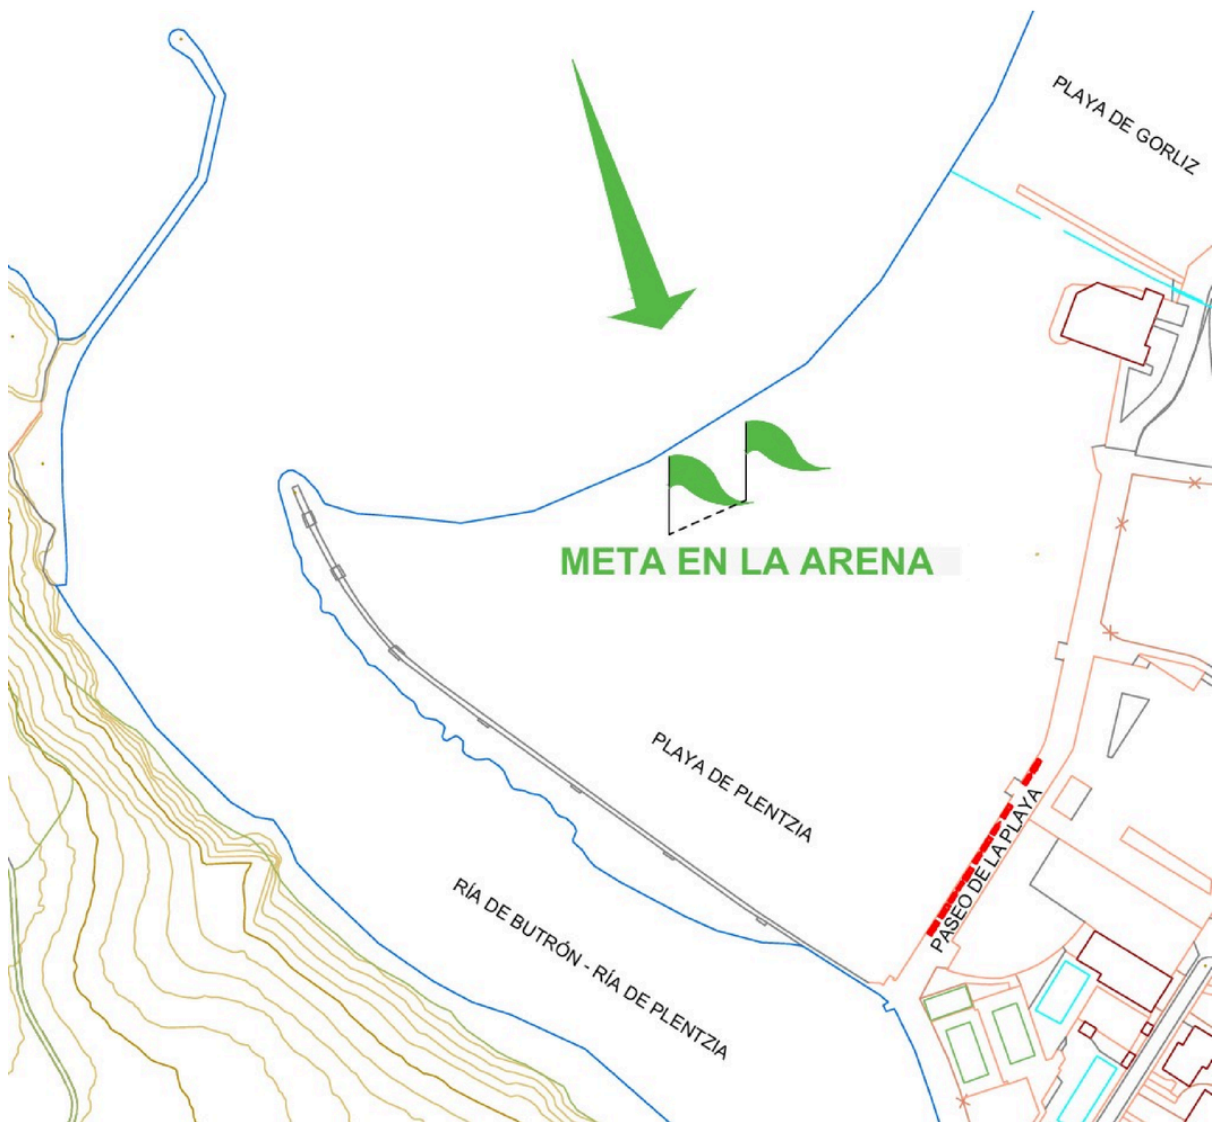 PLAYA DE GORLIZ
META EN LA ARENA
PLAYA DE PLENTZIA
PASEO DE LA PLAYA
RÍA DE BUTRÓN - RÍA DE PLENTZIA